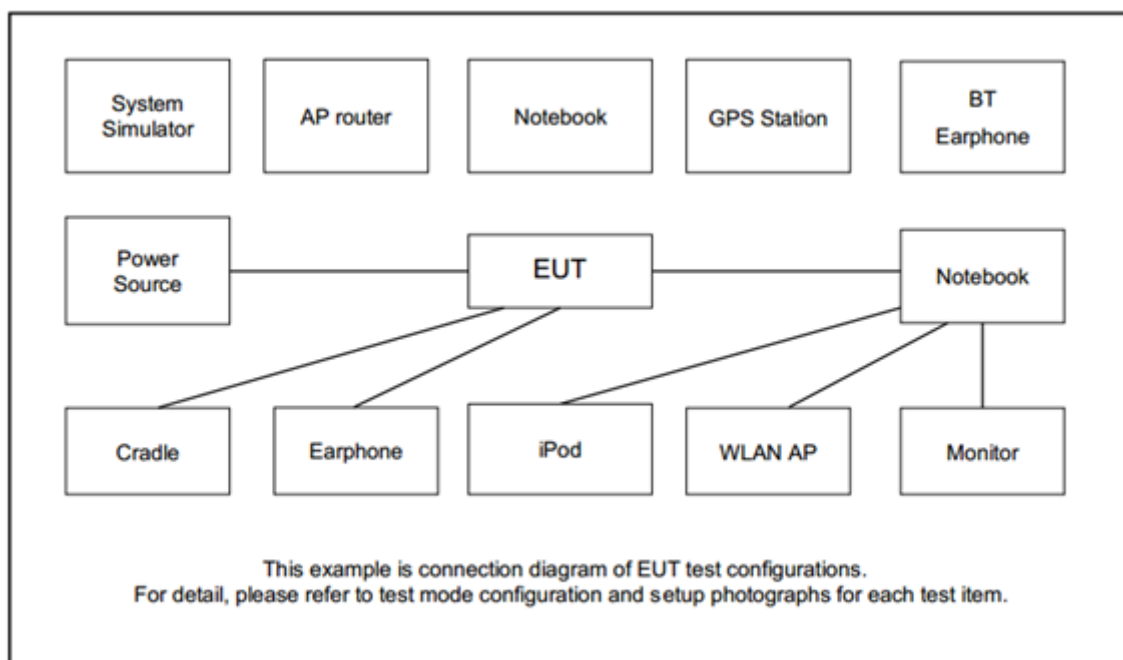 System
Simulator
AP router
Notebook
GPS Station
BT
Earphone
Power
Source
EUT
Notebook
Cradle
Earphone
iPod
WLAN AP
Monitor
This example is connection diagram of EUT test configurations.
For detail, please refer to test mode configuration and setup photographs for each test item.